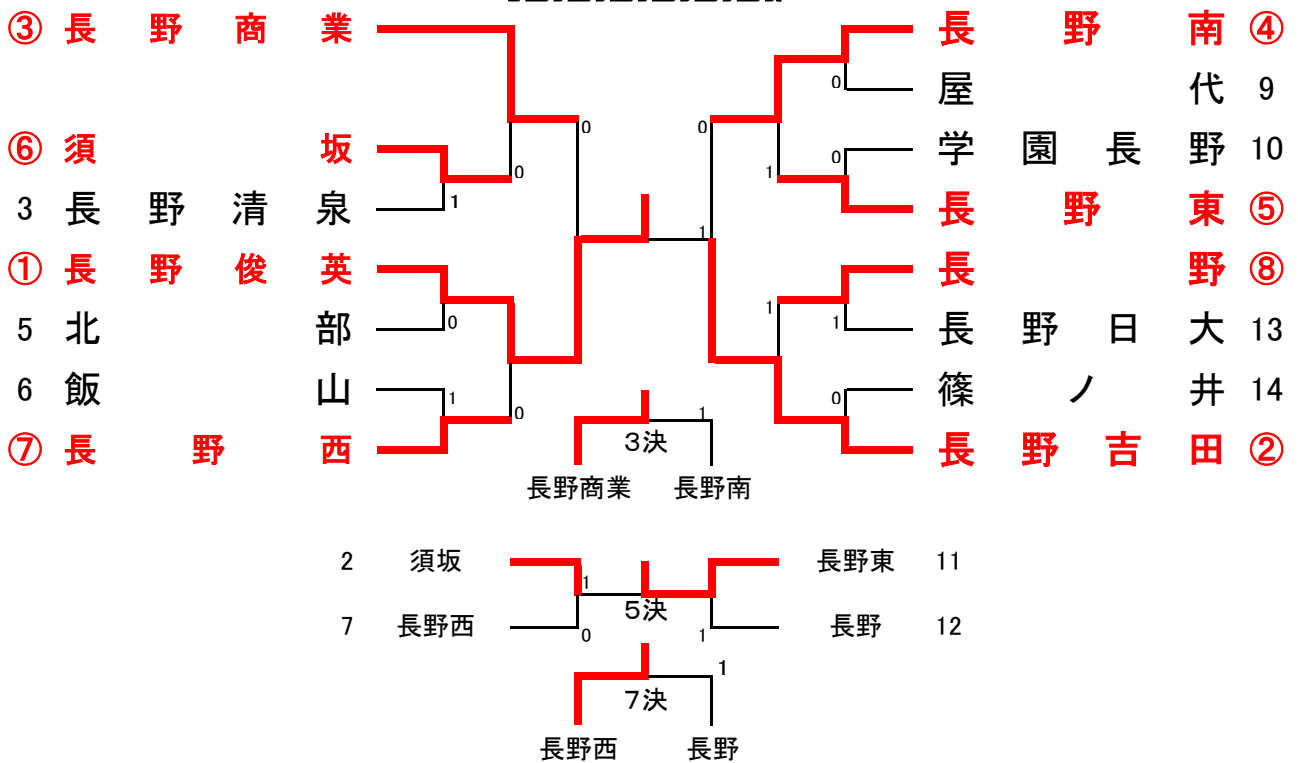 ③ 長野商業
⑥ 須坂
3 長野清泉
① 長野俊英
5 北部
6 飯山
⑦ 長野西
長野南 ④
屋代 9
学園長野 10
長野東 ⑤
長野 ⑧
長野日大 13
篠ノ井 14
長野吉田 ②
0
0
1
0
1
0
0
0
0
1
1
1
1
0
1
3決
長野商業 長野南
2 須坂
7 長野西
長野東 11
長野 12
1
0
5決
1
1
7決
長野西 長野